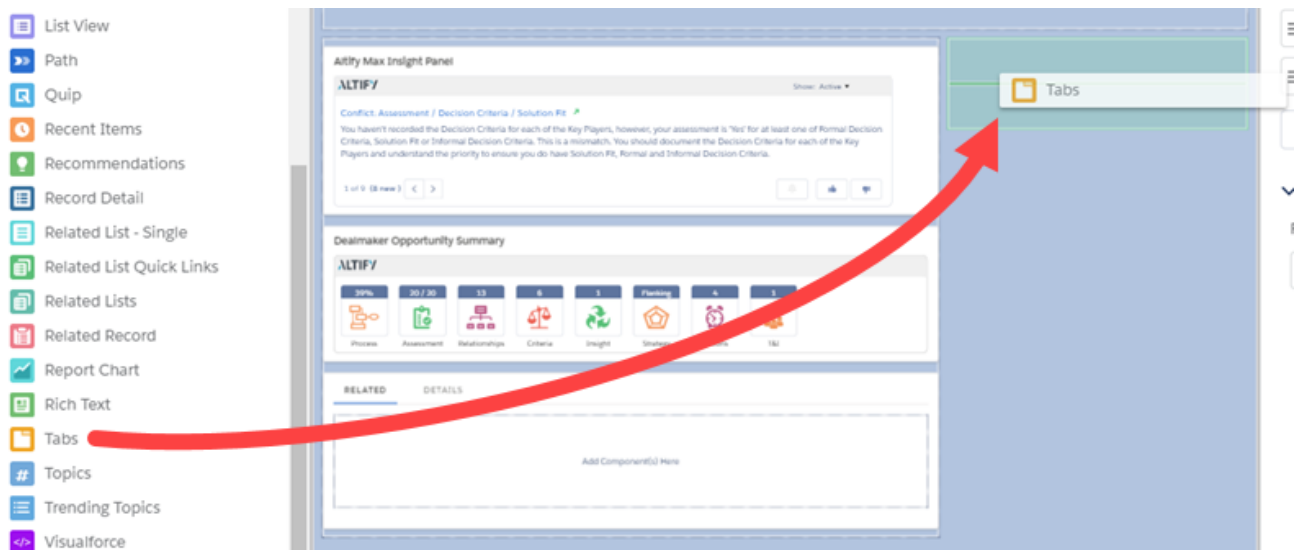 List View
Path
Quip
Recent Items
Recommendations
Record Detail
Related List - Single
Related List Quick Links
Related Lists
Related Record
Report Chart
Rich Text
Tabs
Topics
Trending Topics
Visualforce
Altify Max Insight Panel
ALTIFY
Show: Active
Conflict: Assessment / Decision Criteria / Solution Fit
You haven't recorded the Decision Criteria for each of the Key Players, however, your assessment is 'Yes' for at least one of Formal Decision
Criteria, Solution Fit or Informal Decision Criteria. This is a mismatch. You should document the Decision Criteria for each of the Key
Players and understand the priority to ensure you do have Solution Fit, Formal and Informal Decision Criteria.
1 of 9 (8 new)
Dealmaker Opportunity Summary
ALTIFY
39% 20 / 20 13 6 1 Flanking 4 1
Process Assessment Relationships Criteria Insight T&I
RELATED DETAILS
Add Component(s) Here
Tabs